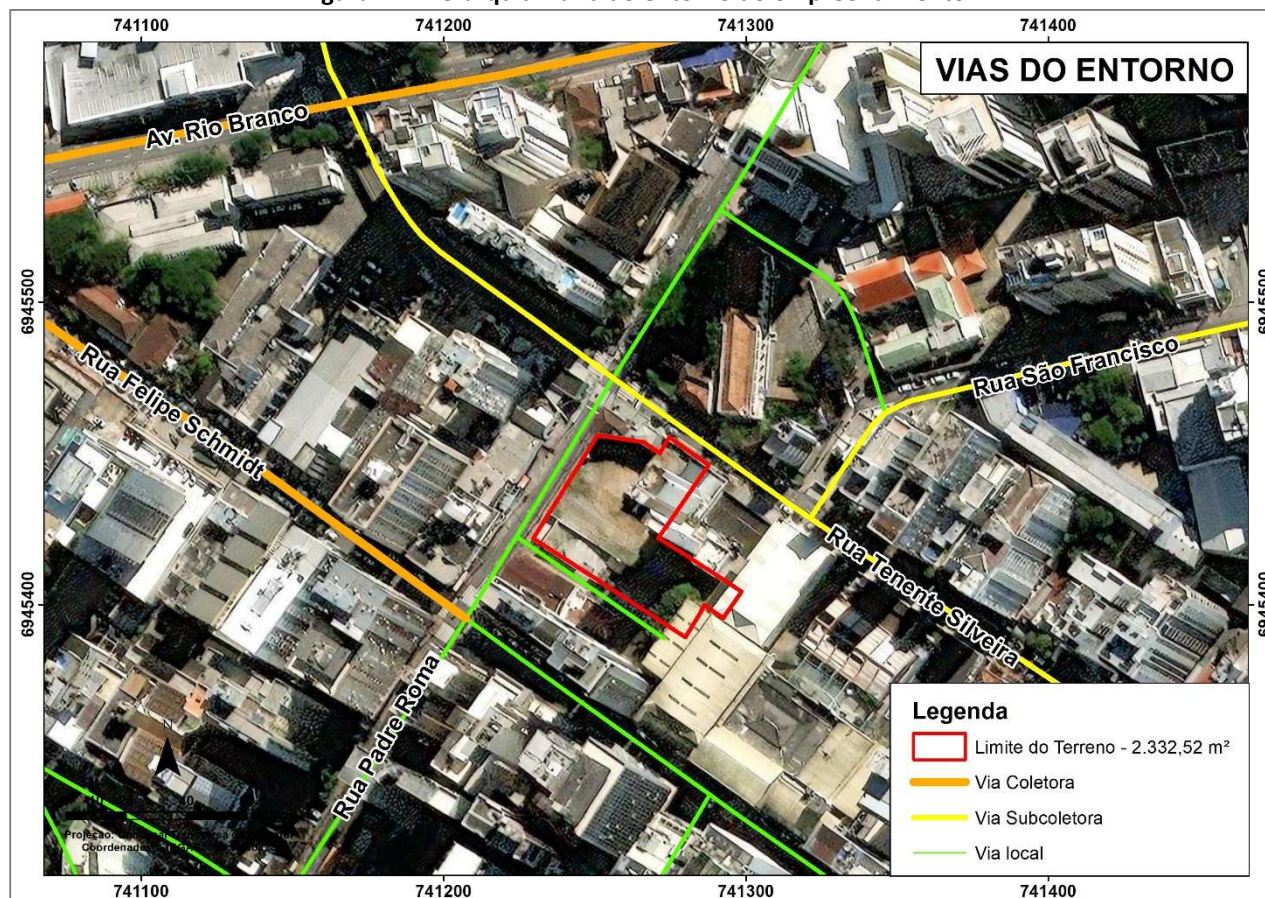 741100 741200 741300 741400
VIAS DO ENTORNO
Av. Rio Branco
6945500 6945500
Rua São Francisco
Rua Felipe Schmidt
Rua Tenente Silveira
6945400 6945400
Rua Padre Roma
N
Legenda
Limite do Terreno - 2.332,52 m²
Via Coletora
Via Subcoletora
Via local
Projeção:
Coordenadas
741100 741200 741300 741400